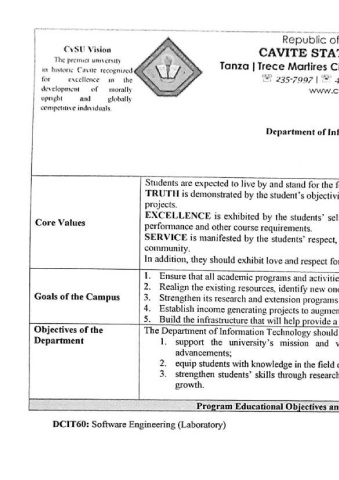 Republic of
CvSU Vision
CAVITE STA
The premier university
Tanza | Trece Martires Ci
in historic Cavite recognized
for excellence in the
235-7997 |
development of morally
www.c
upright and globally
competitive individuals.
Department of Inf
Students are expected to live by and stand for the f
TRUTH is demonstrated by the student's objectivi
projects.
EXCELLENCE is exhibited by the students' sel
Core Values
performance and other course requirements.
SERVICE is manifested by the students' respect,
community.
In addition, they should exhibit love and respect for
Goals of the Campus
1. Ensure that all academic programs and activitie
2. Realign the existing resources, identify new one
3. Strengthen its research and extension programs
4. Establish income generating projects to augmen
5. Build the infrastructure that will help provide a
Objectives of the
Department
The Department of Information Technology should
1. support the university's mission and v
advancements;
2. equip students with knowledge in the field o
3. strengthen students' skills through research
growth.
Program Educational Objectives an
DCIT60: Software Engineering (Laboratory)